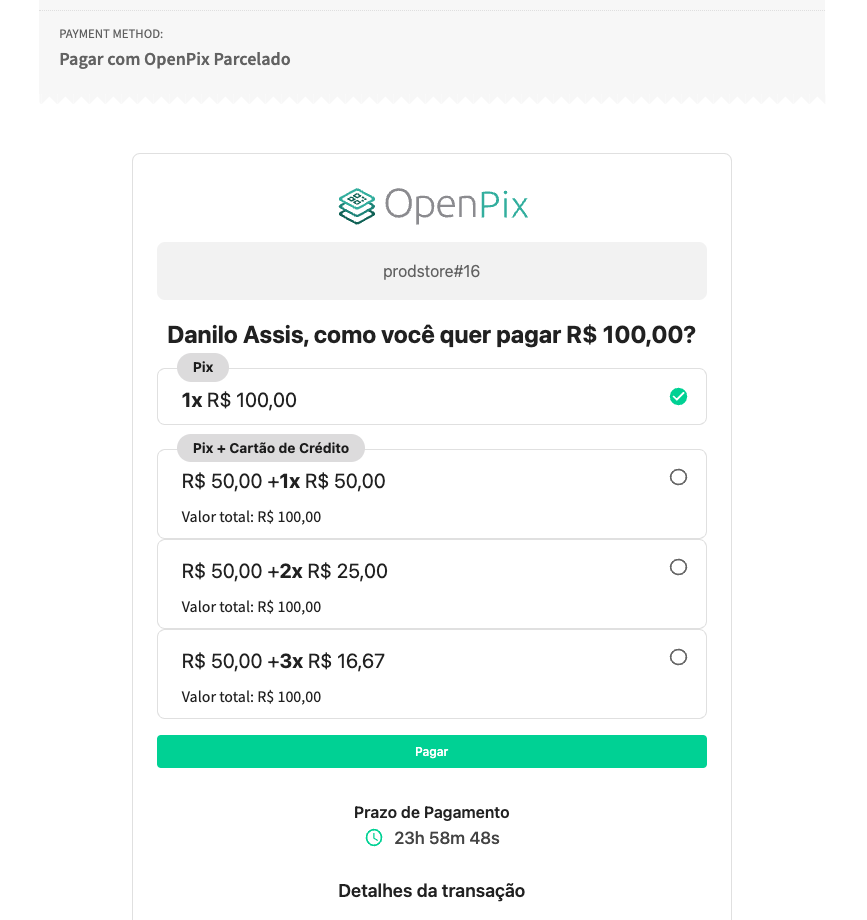 PAYMENT METHOD:
Pagar com OpenPix Parcelado
OpenPix
prodstore#16
Danilo Assis, como você quer pagar R$ 100,00?
Pix
1x R$ 100,00
Pix + Cartão de Crédito
R$ 50,00 +1x R$ 50,00
Valor total: R$ 100,00
R$ 50,00 +2x R$ 25,00
Valor total: R$ 100,00
R$ 50,00 +3x R$ 16,67
Valor total: R$ 100,00
Pagar
Prazo de Pagamento
23h 58m 48s
Detalhes da transação